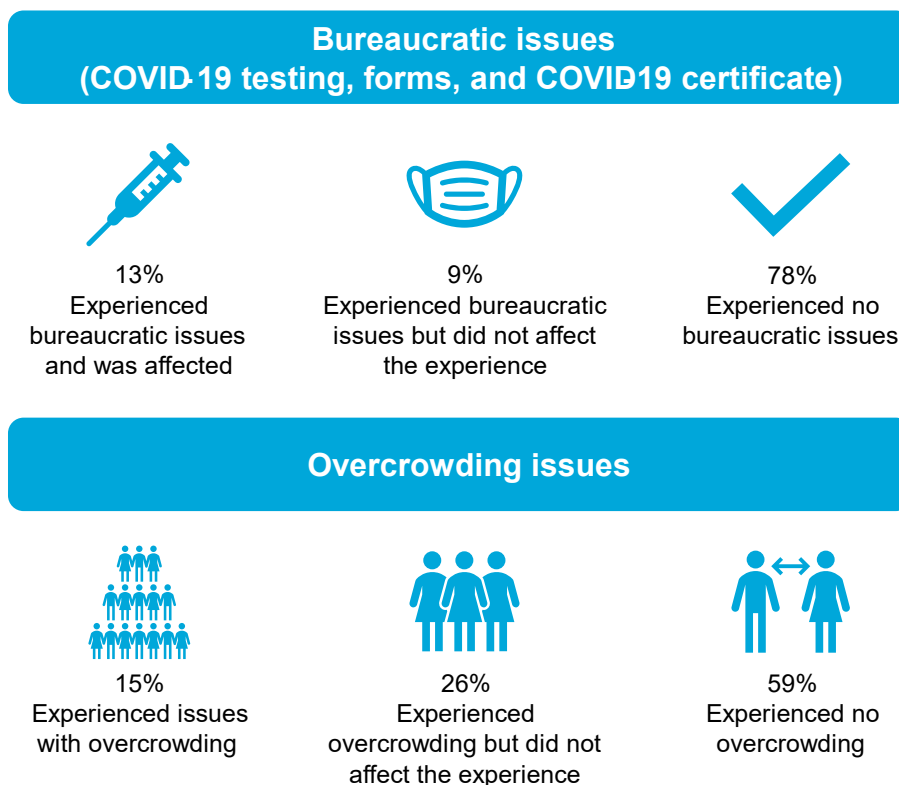 Bureaucratic issues
(COVID-19 testing, forms, and COVID-19 certificate)
13%
Experienced
bureaucratic issues
and was affected
9%
Experienced bureaucratic
issues but did not affect
the experience
78%
Experienced no
bureaucratic issues
Overcrowding issues
15%
Experienced issues
with overcrowding
26%
Experienced
overcrowding but did not
affect the experience
59%
Experienced no
overcrowding